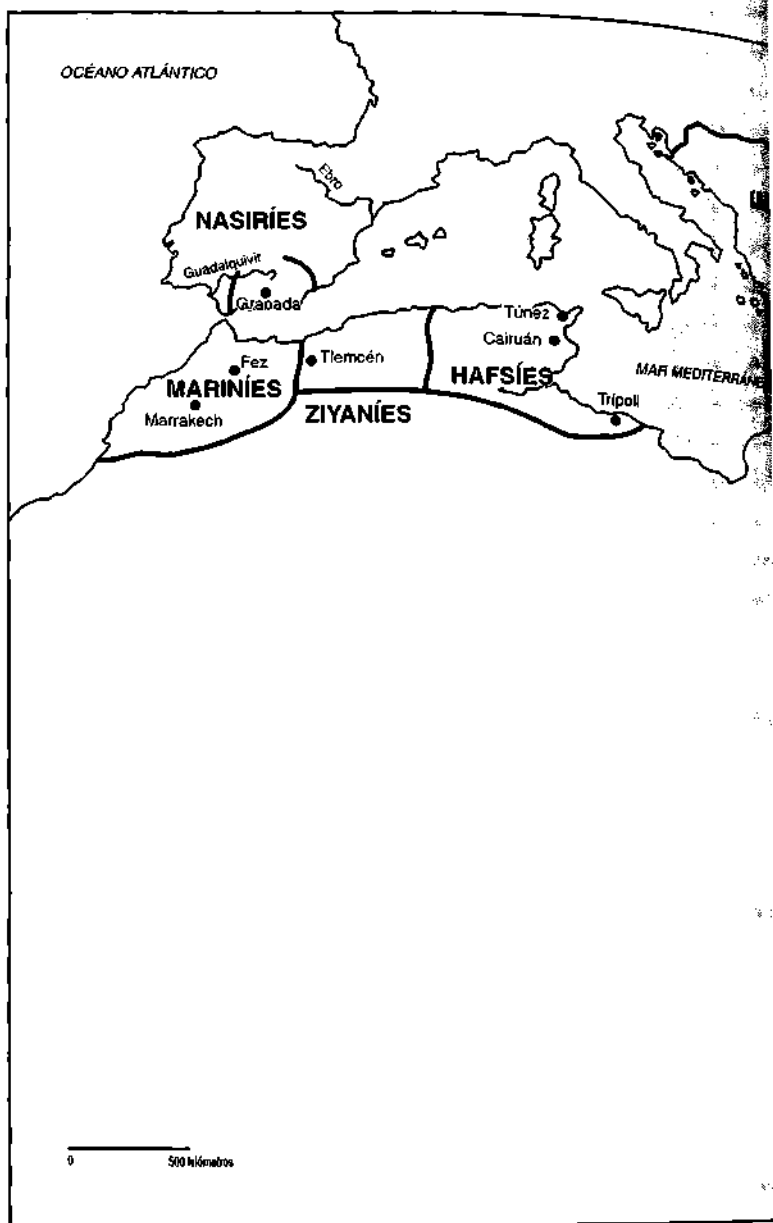 OCÉANO ATLÁNTICO
Ebro
NASIRÍES
Guadalquivir
Granada
Túnez
Cairuán
Tlemcén
Fez
MARINÍES
HAFSÍES
MAR MEDITERRÁNE
Marrakech
ZIYANÍES
Trípoli
0 500 kilómetros